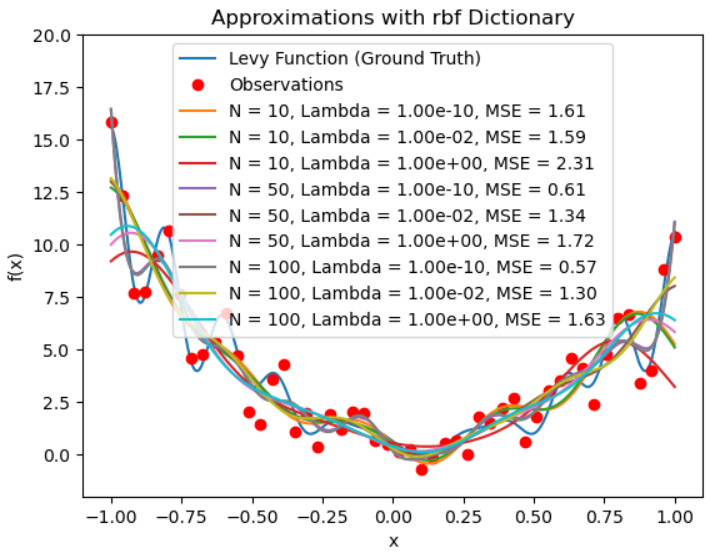 Approximations with rbf Dictionary
20.0
17.5
15.0
12.5
10.0
7.5
5.0
2.5
0.0
f(x)
Levy Function (Ground Truth)
Observations
N = 10, Lambda = 1.00e-10, MSE = 1.61
N = 10, Lambda = 1.00e-02, MSE = 1.59
N = 10, Lambda = 1.00e+00, MSE = 2.31
N = 50, Lambda = 1.00e-10, MSE = 0.61
N = 50, Lambda = 1.00e-02, MSE = 1.34
N = 50, Lambda = 1.00e+00, MSE = 1.72
N = 100, Lambda = 1.00e-10, MSE = 0.57
N = 100, Lambda = 1.00e-02, MSE = 1.30
N = 100, Lambda = 1.00e+00, MSE = 1.63
−1.00 −0.75 −0.50 −0.25 0.00 0.25 0.50 0.75 1.00
x